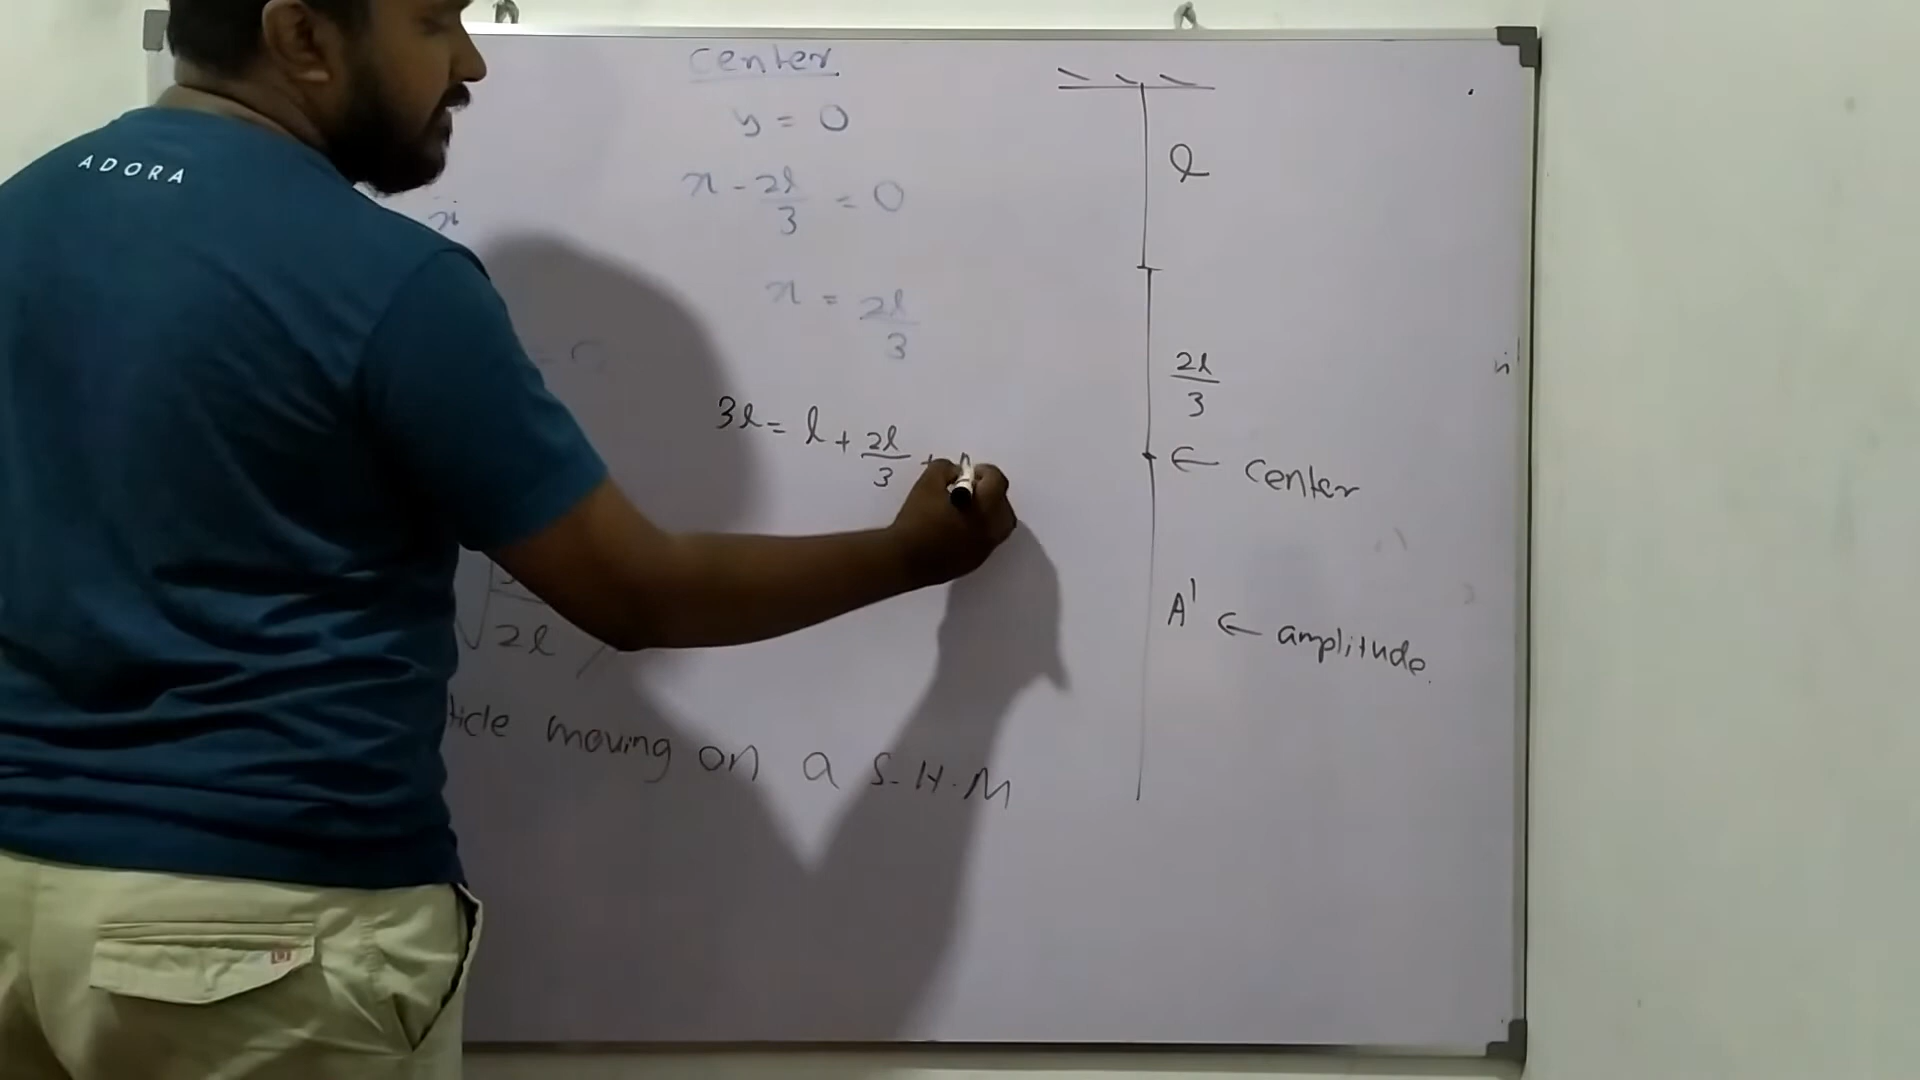 ADORA
center
y = 0
x - 2l/3 = 0
x = 2l/3
3l = l + 2l/3 +
2l
ticle moving on a S.H.M
l
2l/3
← center
A' ← amplitude.